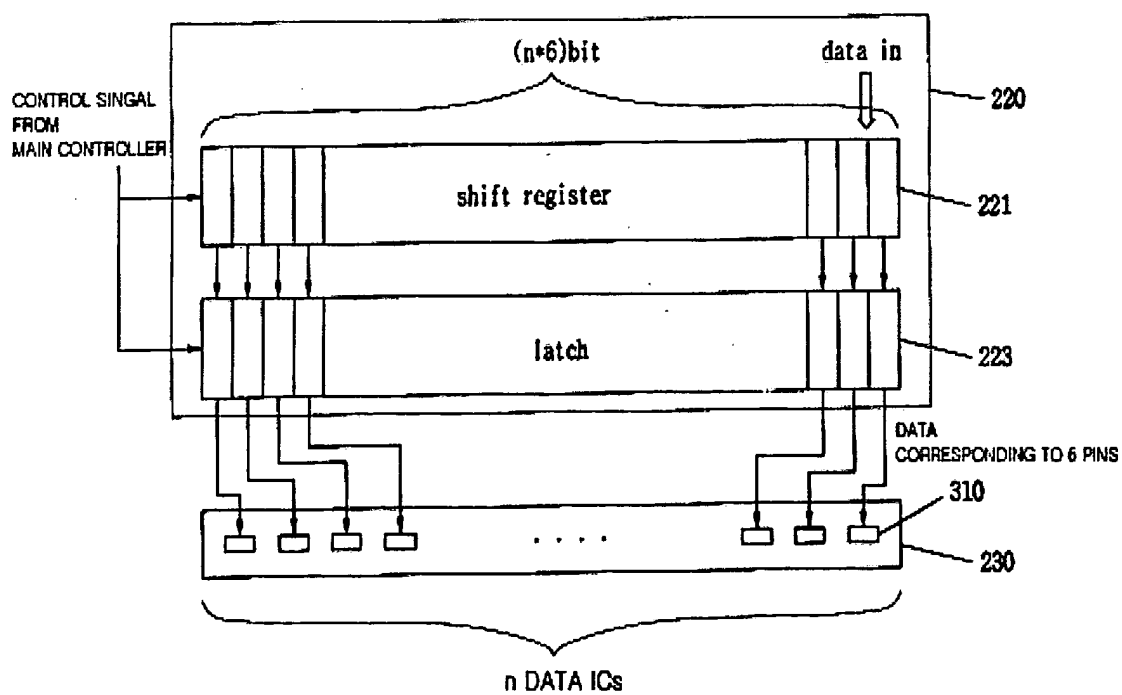 (n*6)bit
data in
CONTROL SINGAL
FROM
MAIN CONTROLLER
220
shift register
221
latch
223
DATA
CORRESPONDING TO 6 PINS
310
. . . .
230
n DATA ICs